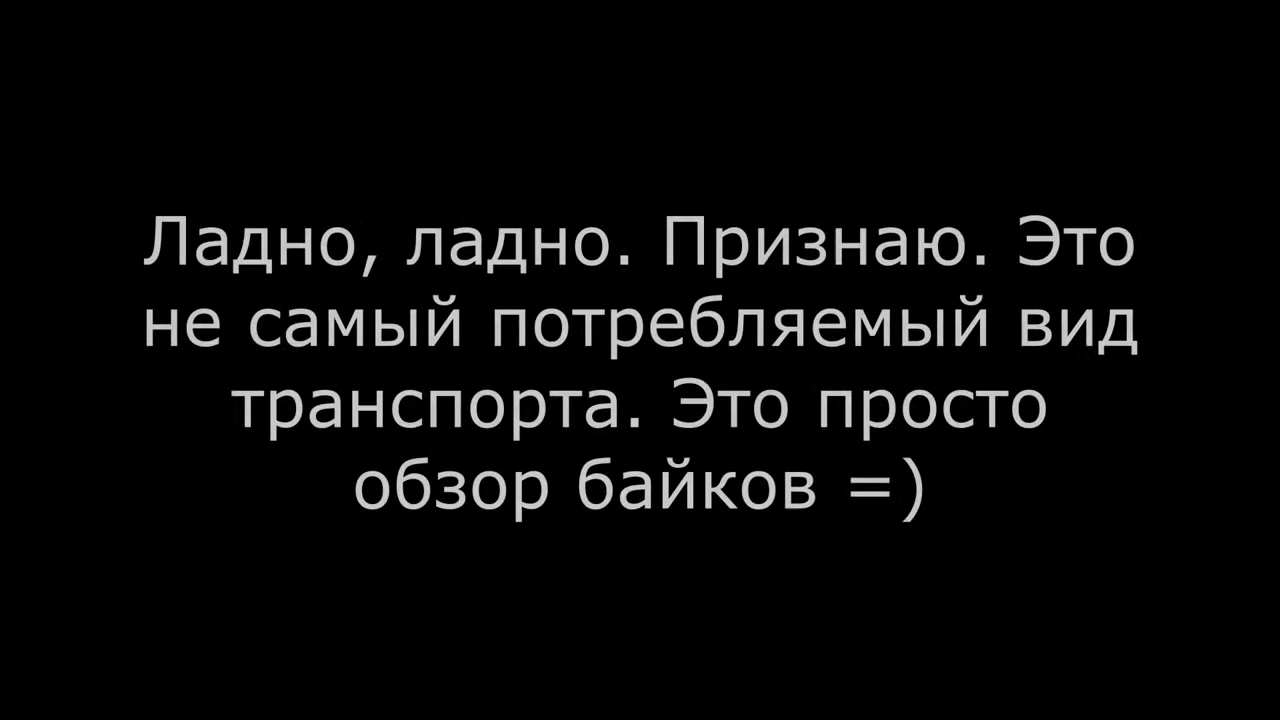 Ладно, ладно. Признаю. Это
не самый потребляемый вид
транспорта. Это просто
обзор байков =)